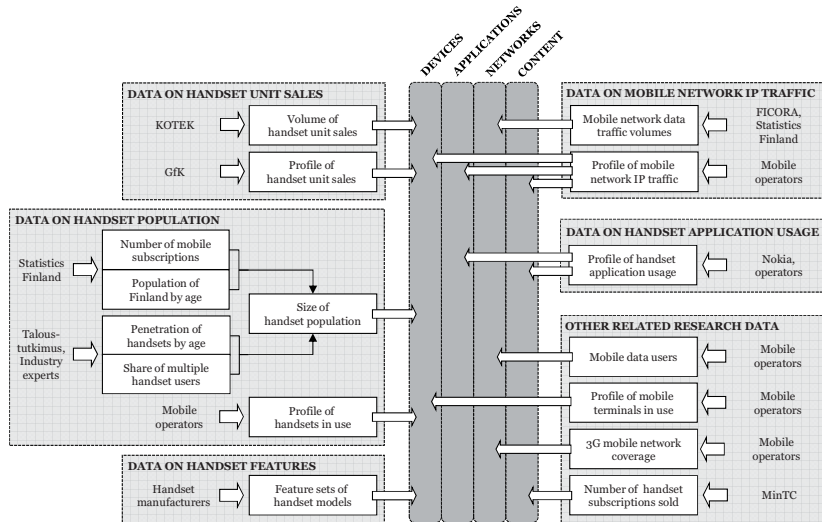 DEVICES
APPLICATIONS
NETWORKS
CONTENT
DATA ON HANDSET UNIT SALES
KOTEK
Volume of
handset unit sales
GfK
Profile of
handset unit sales
DATA ON HANDSET POPULATION
Statistics
Finland
Number of mobile
subscriptions
Population of
Finland by age
Size of
handset population
Talous-
tutkimus,
Industry
experts
Penetration of
handsets by age
Share of multiple
handset users
Mobile
operators
Profile of
handsets in use
DATA ON HANDSET FEATURES
Handset
manufacturers
Feature sets of
handset models
DATA ON MOBILE NETWORK IP TRAFFIC
Mobile network data
traffic volumes
FICORA,
Statistics
Finland
Profile of mobile
network IP traffic
Mobile
operators
DATA ON HANDSET APPLICATION USAGE
Profile of handset
application usage
Nokia,
operators
OTHER RELATED RESEARCH DATA
Mobile data users
Mobile
operators
Profile of mobile
terminals in use
Mobile
operators
3G mobile network
coverage
Mobile
operators
Number of handset
subscriptions sold
MinTC